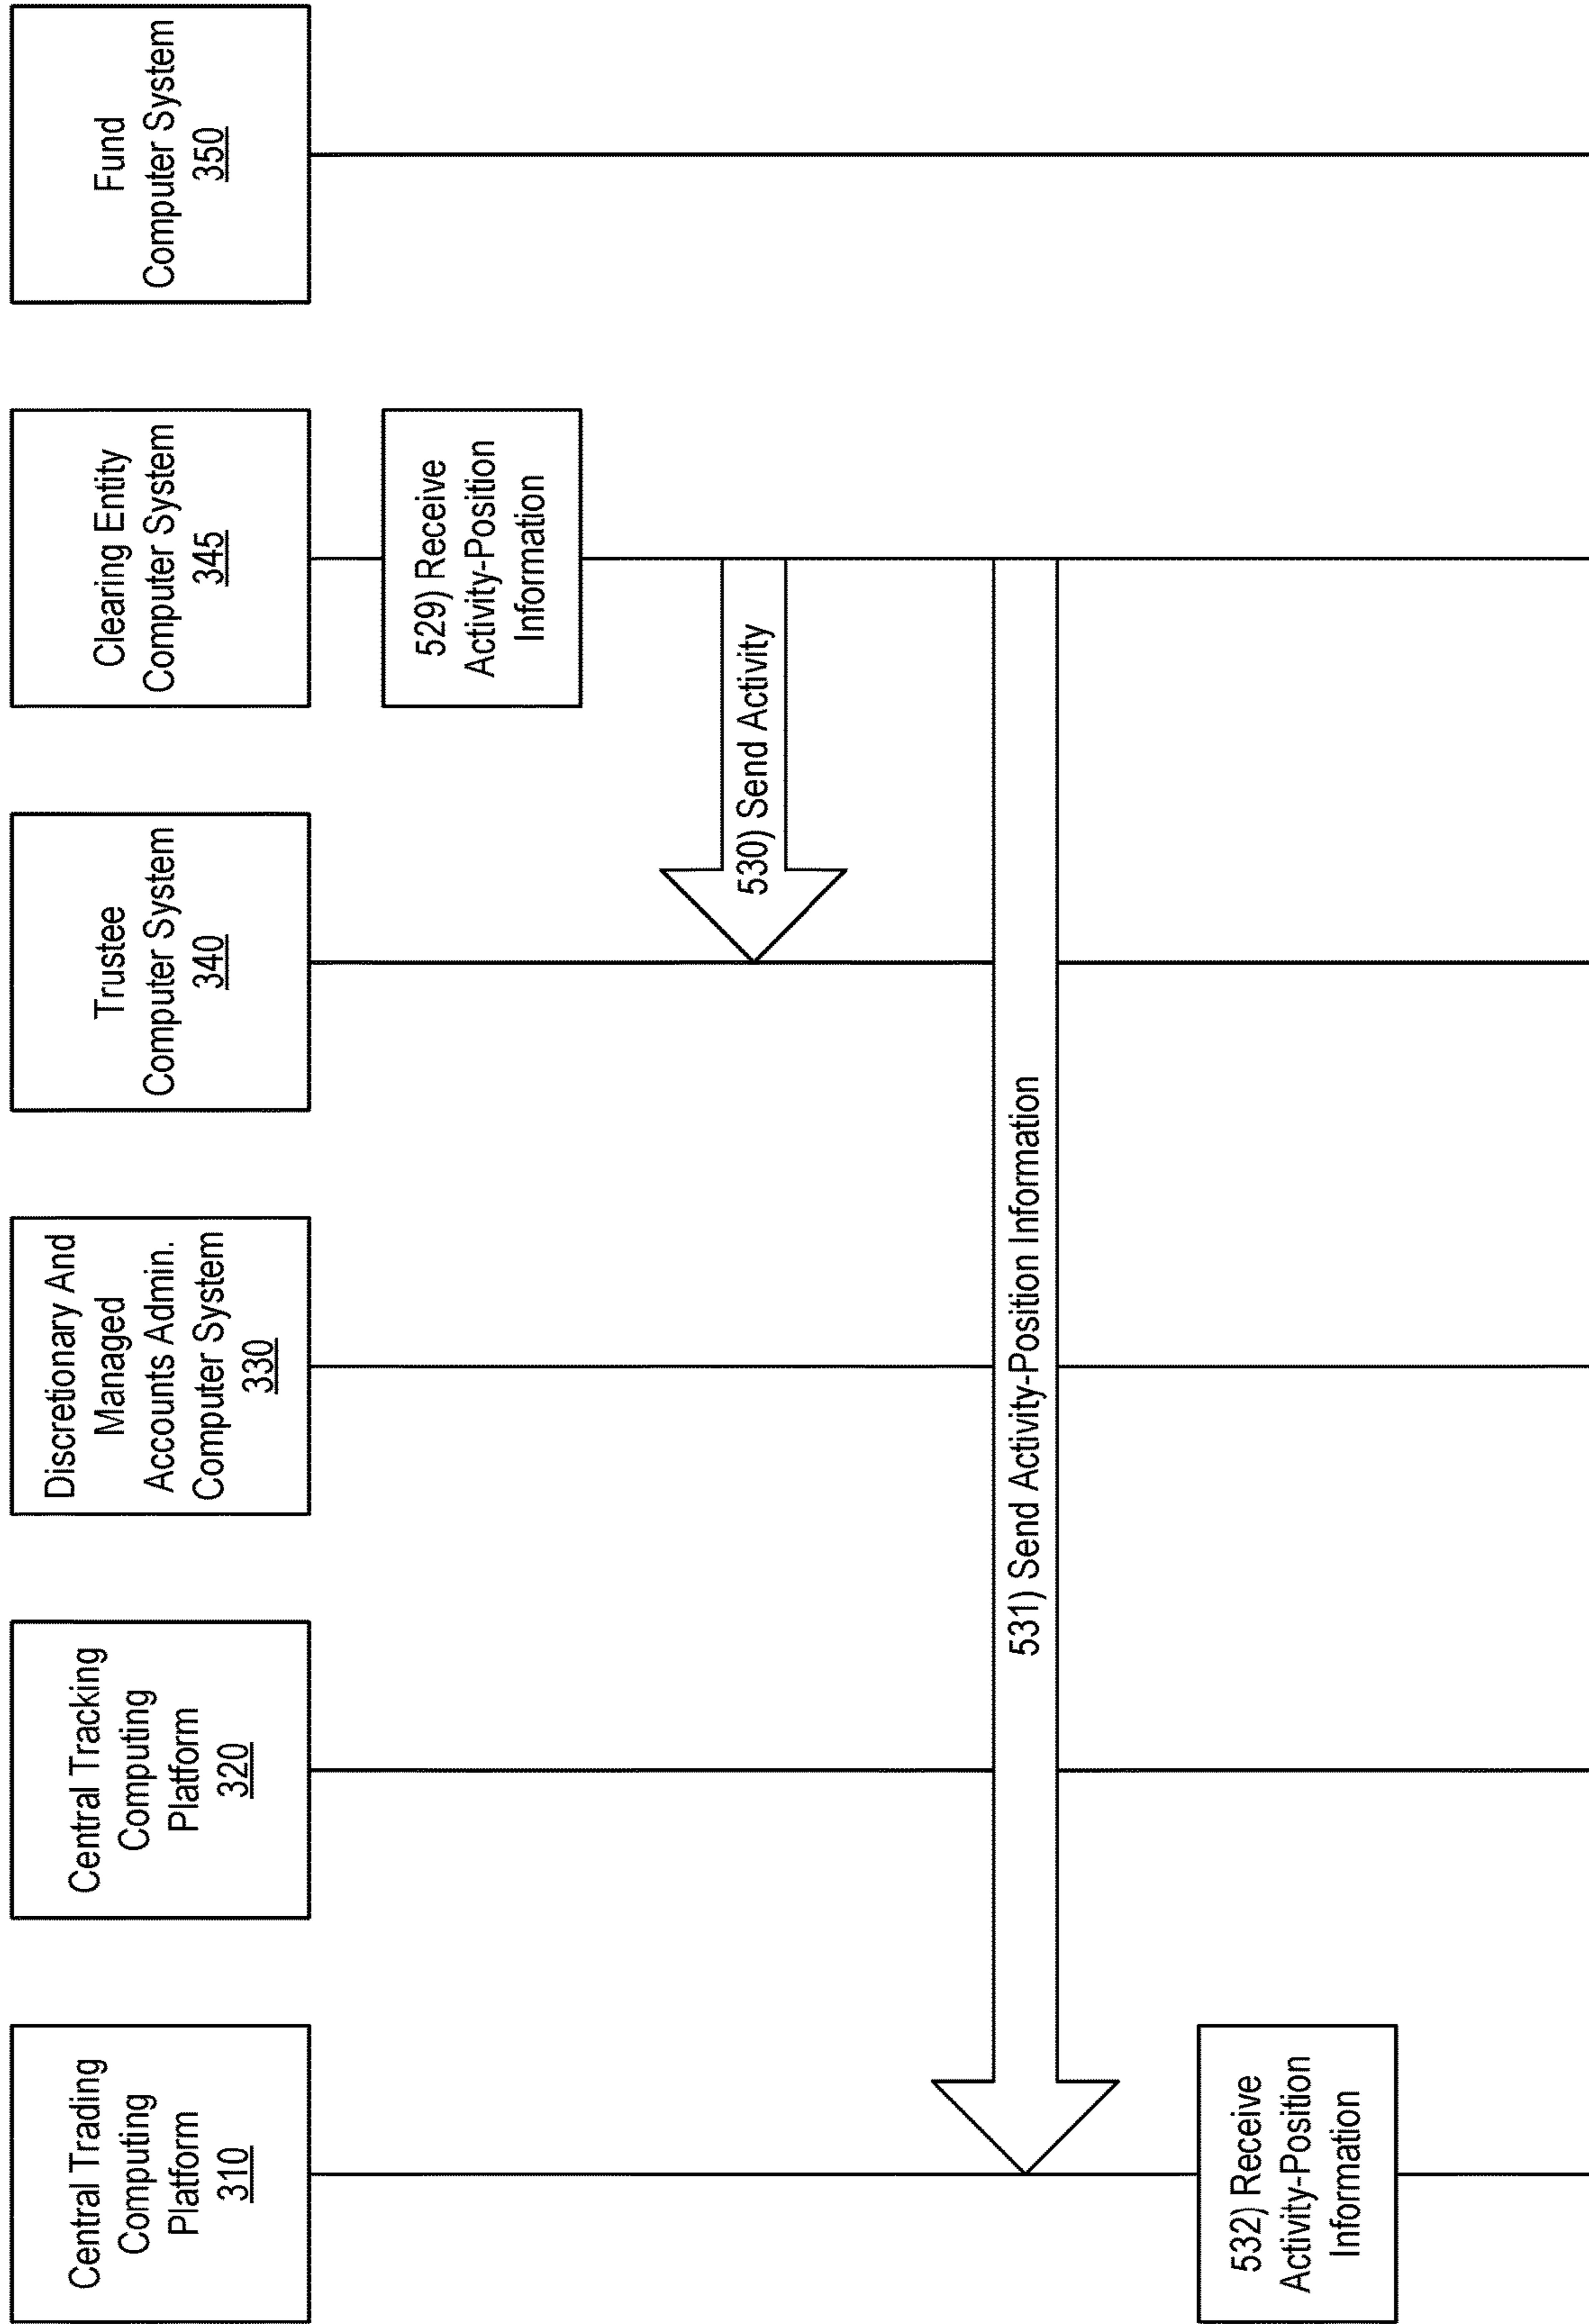 Central Trading
Computing
Platform
310
Central Tracking
Computing
Platform
320
Discretionary And
Managed
Accounts Admin.
Computer System
330
Trustee
Computer System
340
Clearing Entity
Computer System
345
Fund
Computer System
350
529) Receive
Activity-Position
Information
530) Send Activity
531) Send Activity-Position Information
532) Receive
Activity-Position
Information